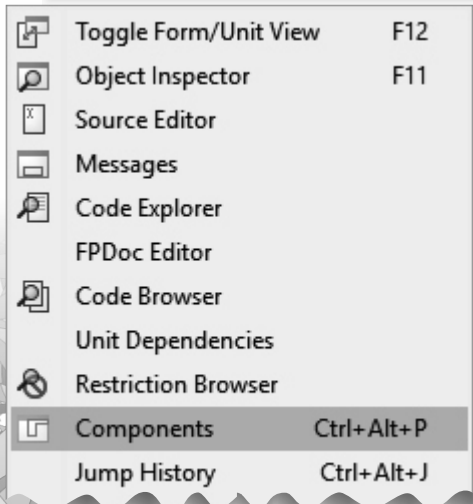 Toggle Form/Unit View F12
Object Inspector F11
Source Editor
Messages
Code Explorer
FPDoc Editor
Code Browser
Unit Dependencies
Restriction Browser
Components Ctrl+Alt+P
Jump History Ctrl+Alt+J